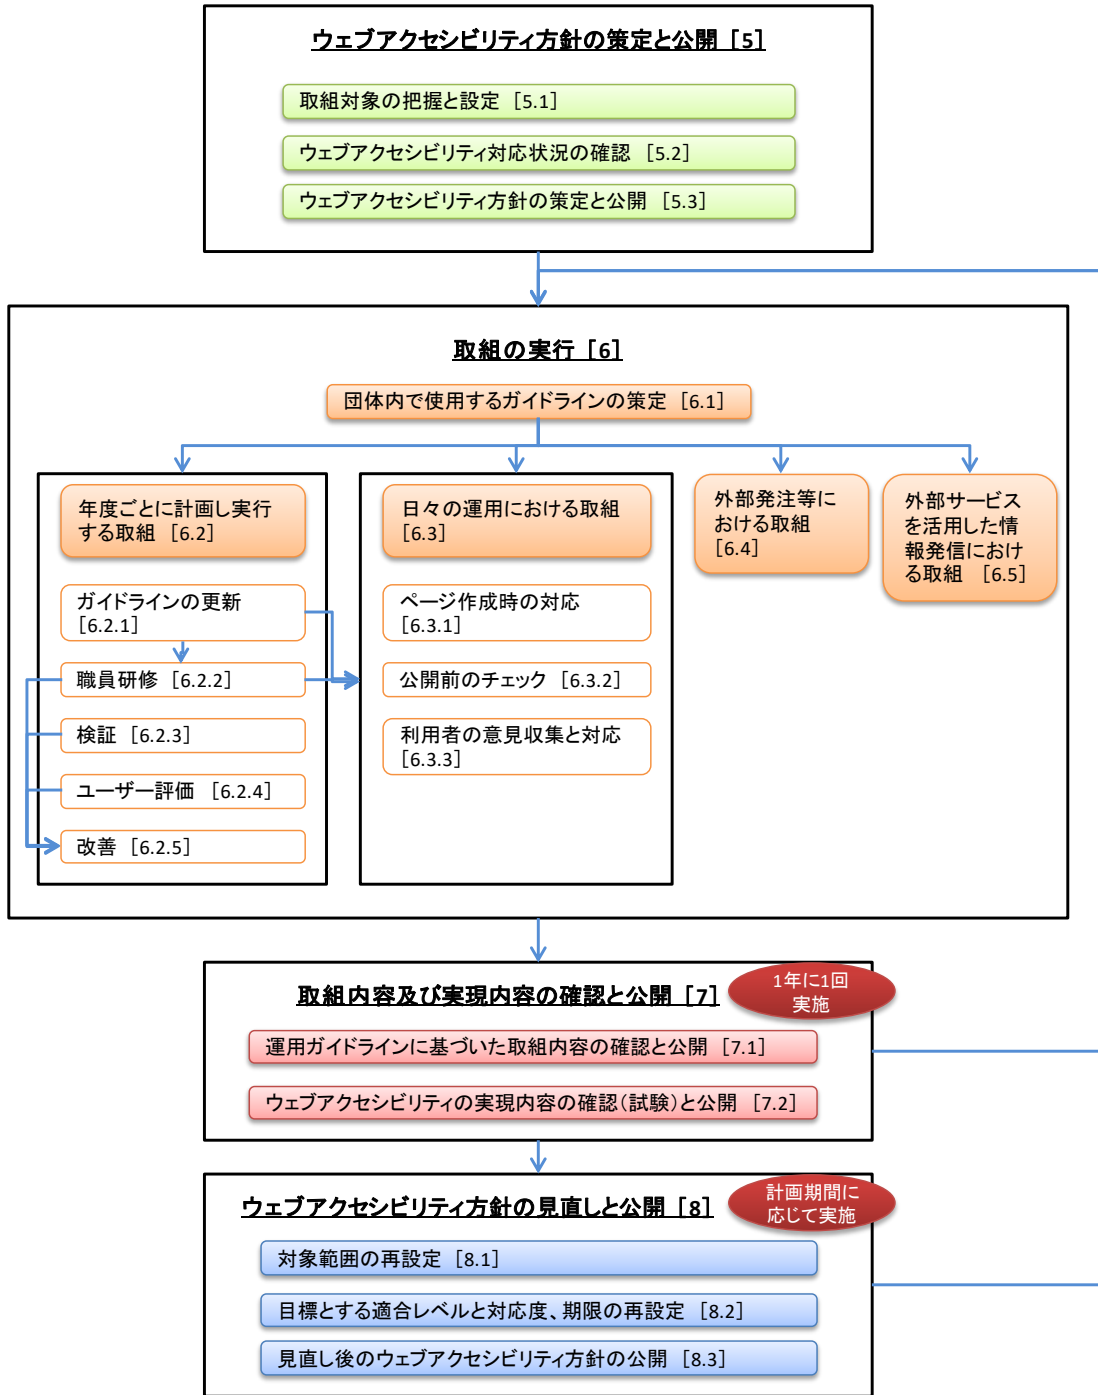 ウェブアクセシビリティ方針の策定と公開 [5]
取組対象の把握と設定 [5.1]
ウェブアクセシビリティ対応状況の確認 [5.2]
ウェブアクセシビリティ方針の策定と公開 [5.3]
取組の実行 [6]
団体内で使用するガイドラインの策定 [6.1]
年度ごとに計画し実行
する取組 [6.2]
ガイドラインの更新
[6.2.1]
職員研修 [6.2.2]
検証 [6.2.3]
ユーザー評価 [6.2.4]
改善 [6.2.5]
日々の運用における取組
[6.3]
ページ作成時の対応
[6.3.1]
公開前のチェック [6.3.2]
利用者の意見収集と対応
[6.3.3]
外部発注等に
おける取組
[6.4]
外部サービス
を活用した情
報発信におけ
る取組 [6.5]
取組内容及び実現内容の確認と公開 [7]
1年に1回
実施
運用ガイドラインに基づいた取組内容の確認と公開 [7.1]
ウェブアクセシビリティの実現内容の確認(試験)と公開 [7.2]
ウェブアクセシビリティ方針の見直しと公開 [8]
計画期間に
応じて実施
対象範囲の再設定 [8.1]
目標とする適合レベルと対応度、期限の再設定 [8.2]
見直し後のウェブアクセシビリティ方針の公開 [8.3]